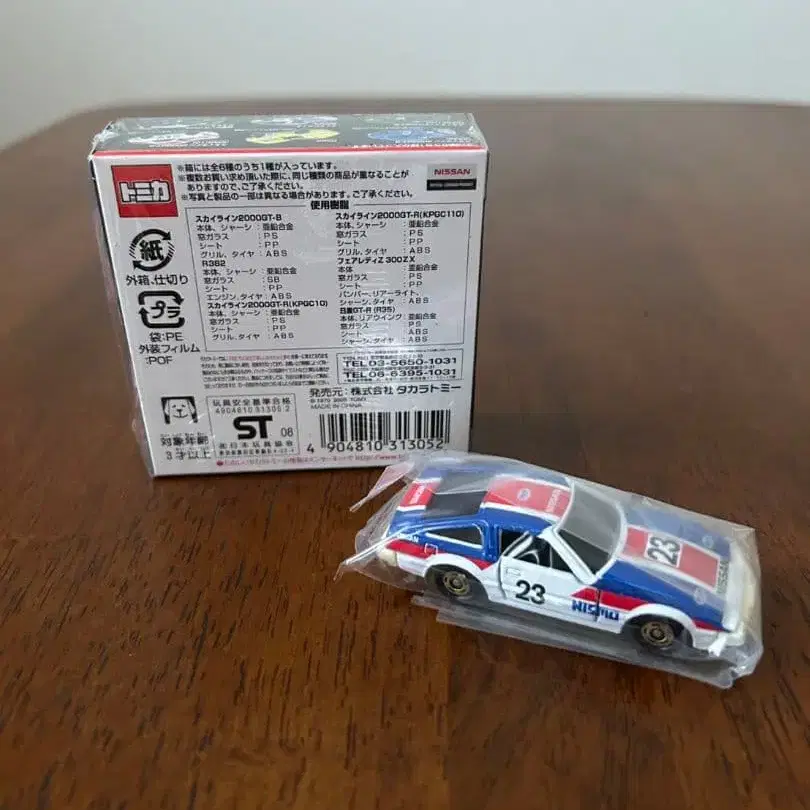 ※箱には全6種のうち1種が入っています。
※複数お買い求め頂いた際に、同じ種類の商品が重なることが
ありますので、ご了承ください。
※写真と製品の一部は異なる場合があります。ご了承ください。
トミカ
NISSAN
使用樹脂
スカイライン2000GT-B
本体、シャーシ:亜鉛合金
窓ガラス:PS
シート:PP
グリル、タイヤ:ABS
R382
本体、シャーシ:亜鉛合金
窓ガラス:SB
シート:PP
エンジン、タイヤ:ABS
スカイライン2000GT-R(KPGC10)
本体、シャーシ:亜鉛合金
窓ガラス:PS
シート:PP
グリル、タイヤ:ABS
スカイライン2000GT-R(KPGC110)
本体、シャーシ:亜鉛合金
窓ガラス:PS
シート:PP
グリル、タイヤ:ABS
フェアレディZ 300ZX
本体:亜鉛合金
窓ガラス:PS
シート:PP
バンパー、リアーライト、
シャーシ、タイヤ:ABS
日産GT-R (R35)
本体、リアウイング:亜鉛合金
窓ガラス:PS
シート:PP
シャーシ、タイヤ:ABS
紙
外箱、仕切り
プラ
袋:PE
外装フィルム
:POF
TEL 03-5650-1031
TEL 06-6395-1031
発売元:株式会社 タカラトミー
MADE IN CHINA
対象年齢
3才以上
玩具安全基準合格
4904810313052
ST
08
㈳日本玩具協会
4 904810 313052
NISSAN
23
NISSAN
23
NISMO